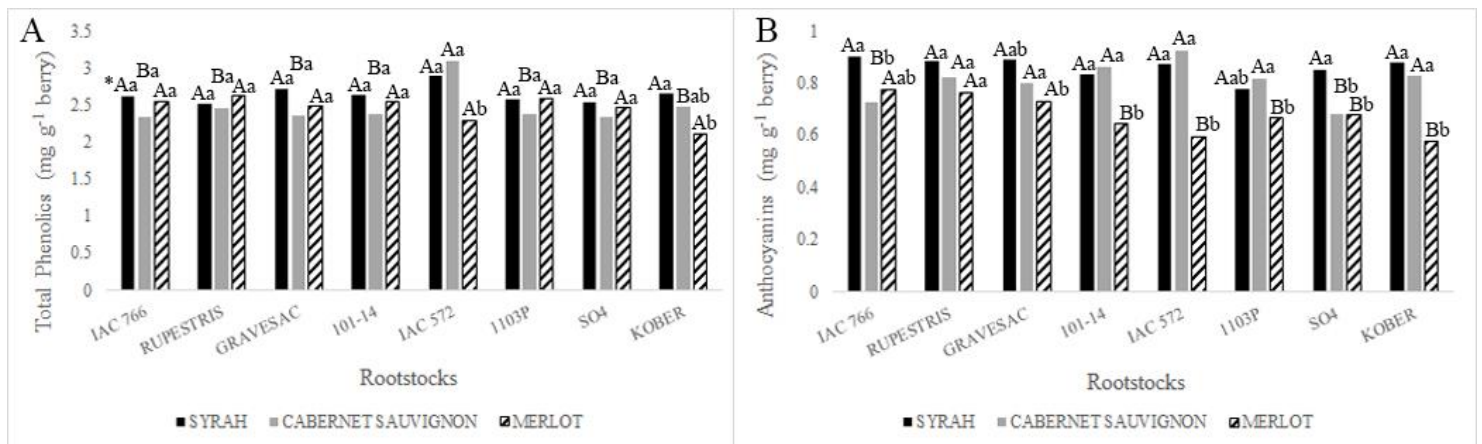 A
Total Phenolics (mg g-1 berry)
3.5
3
2.5
2
1.5
1
0.5
0
*Aa Ba Aa
Aa Ba Aa
Aa Ba Aa
Aa Ba Aa
Aa Aa Ab
Aa Ba Aa
Aa Ba Aa
Aa Bab Ab
IAC 766 RUPESTRIS GRAVESAC 101-14 IAC 572 1103P SO4 KOBER
Rootstocks
SYRAH CABERNET SAUVIGNON MERLOT
B
Anthocyanins (mg g-1 berry)
1
0.8
0.6
0.4
0.2
0
Aa Bb Aab
Aa Aa Aa
Aab Aa Ab
Aa Aa Bb
Aa Aa Bb
Aab Aa Bb
Aa Bb Bb
Aa Aa Bb
IAC 766 RUPESTRIS GRAVESAC 101-14 IAC 572 1103P SO4 KOBER
Rootstocks
SYRAH CABERNET SAUVIGNON MERLOT